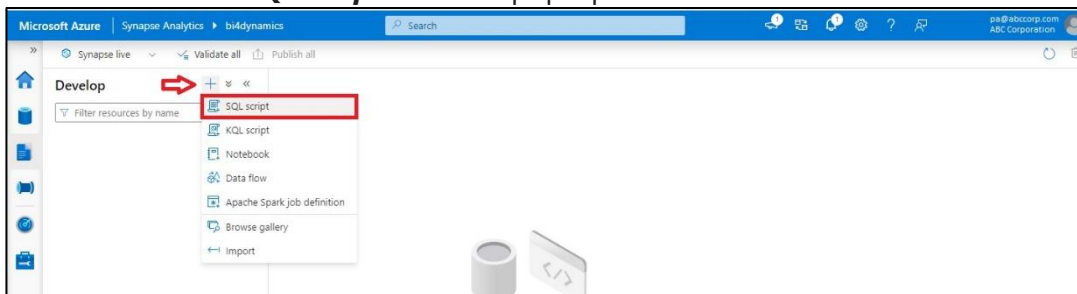 Microsoft Azure | Synapse Analytics ▸ bi4dynamics
Search
pa@abccorp.com
ABC Corporation
Synapse live
Validate all
Publish all
Develop
Filter resources by name
SQL script
KQL script
Notebook
Data flow
Apache Spark job definition
Browse gallery
Import